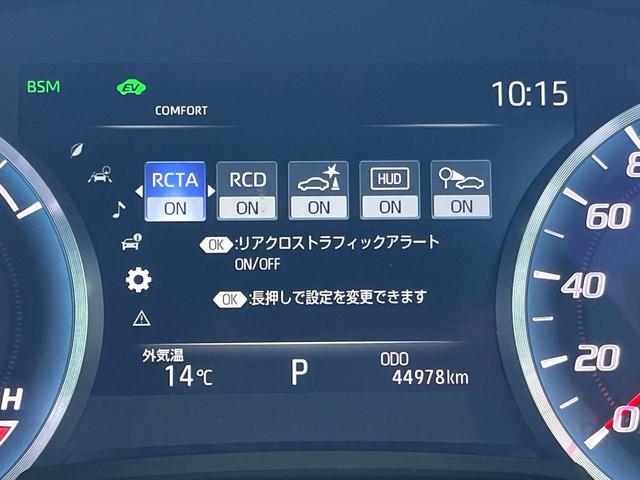 BSM EV 10:15
COMFORT
RCTA RCD HUD
ON ON ON ON ON
OK :リアクロストラフィックアラート
ON/OFF
OK :長押しで設定を変更できます
外気温 ODO
14℃ P 44978km
8
60
40
20
0
H